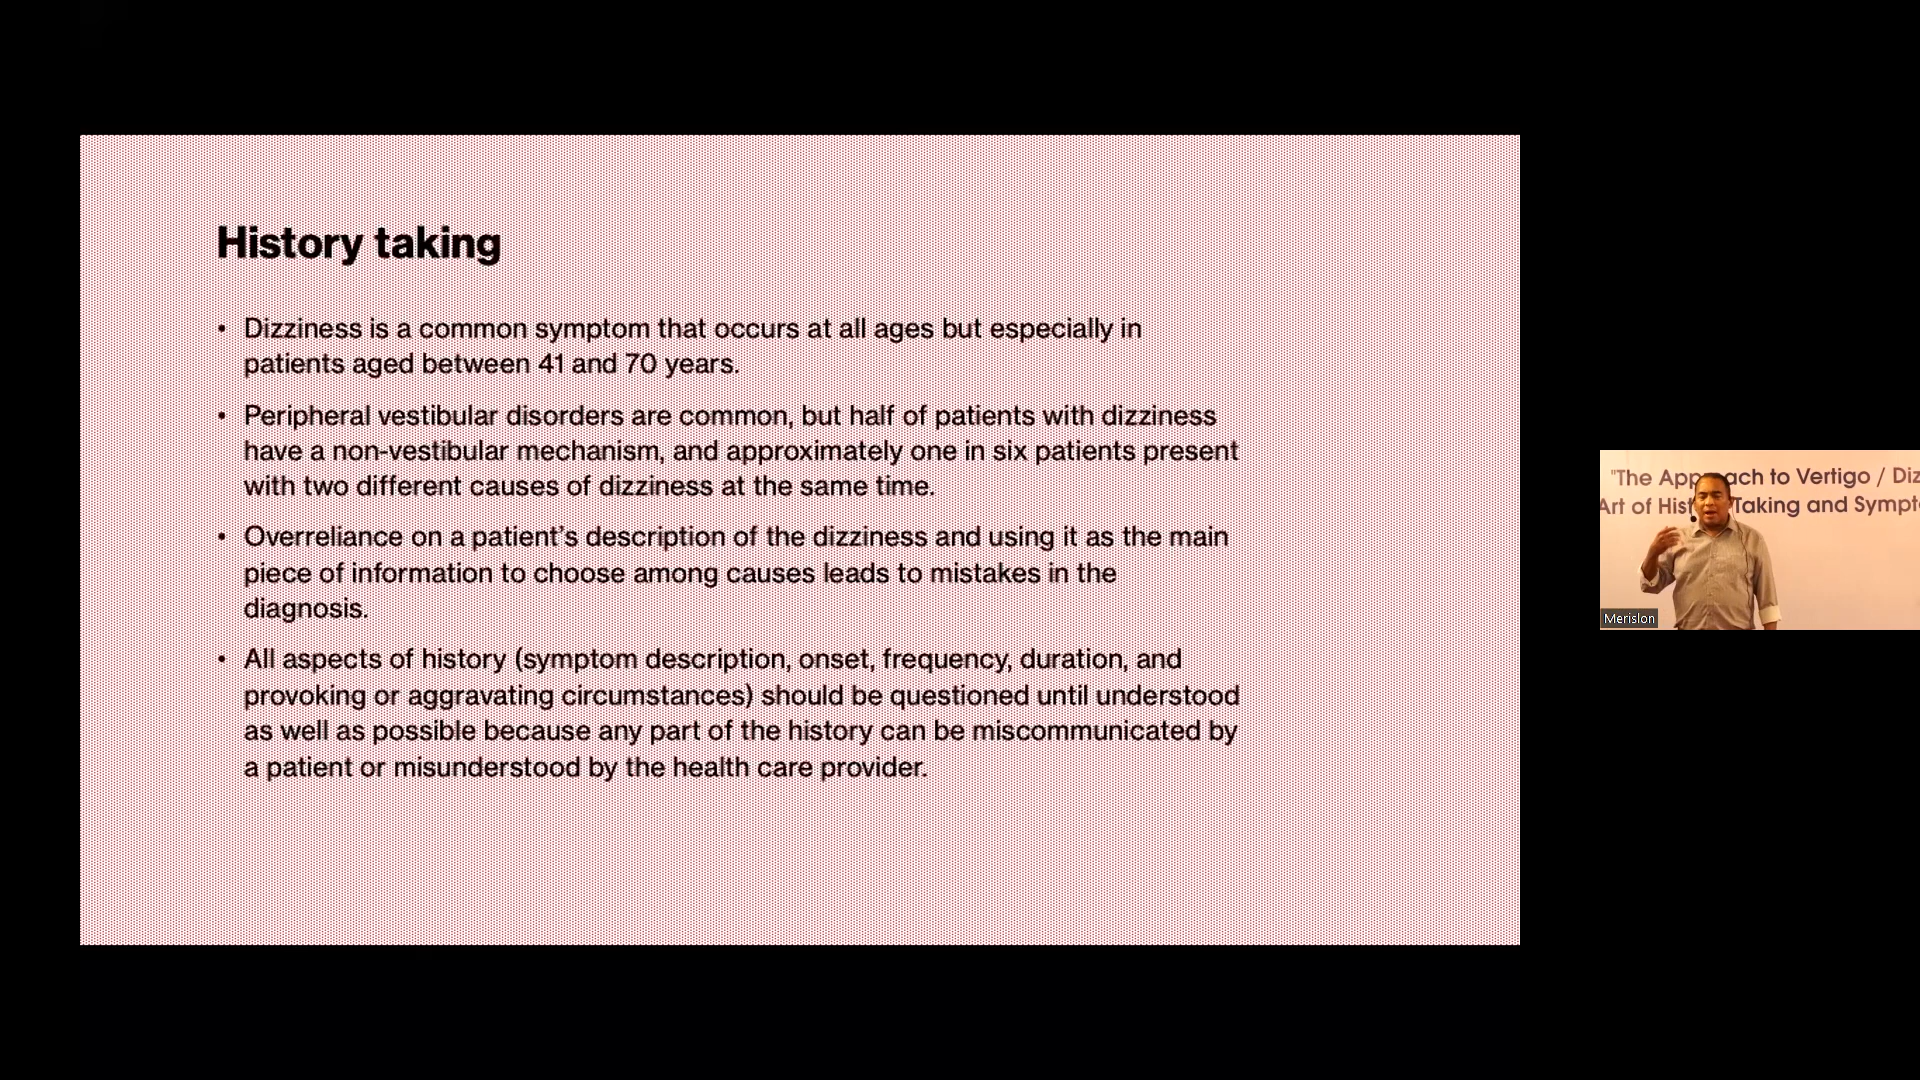 History taking
• Dizziness is a common symptom that occurs at all ages but especially in
patients aged between 41 and 70 years.
• Peripheral vestibular disorders are common, but half of patients with dizziness
have a non-vestibular mechanism, and approximately one in six patients present
with two different causes of dizziness at the same time.
• Overreliance on a patient’s description of the dizziness and using it as the main
piece of information to choose among causes leads to mistakes in the
diagnosis.
• All aspects of history (symptom description, onset, frequency, duration, and
provoking or aggravating circumstances) should be questioned until understood
as well as possible because any part of the history can be miscommunicated by
a patient or misunderstood by the health care provider.
"The App ach to Vertigo / Diz
Art of Hist Taking and Sympt
Merislon